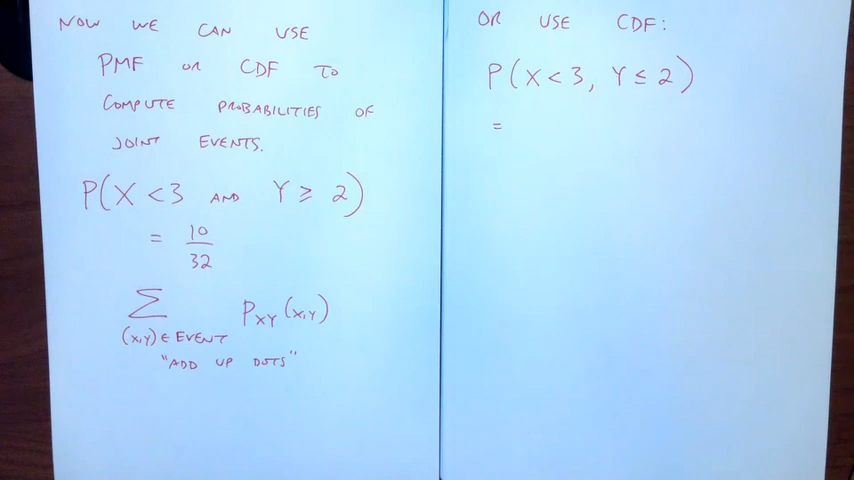 NOW WE CAN USE
PMF OR CDF TO
COMPUTE PROBABILITIES OF
JOINT EVENTS.
P(X < 3 AND Y ≥ 2)
= 10/32
∑ P_XY(x,y)
(x,y) ∈ EVENT
"ADD UP DOTS"
OR USE CDF:
P(X < 3, Y ≤ 2)
=